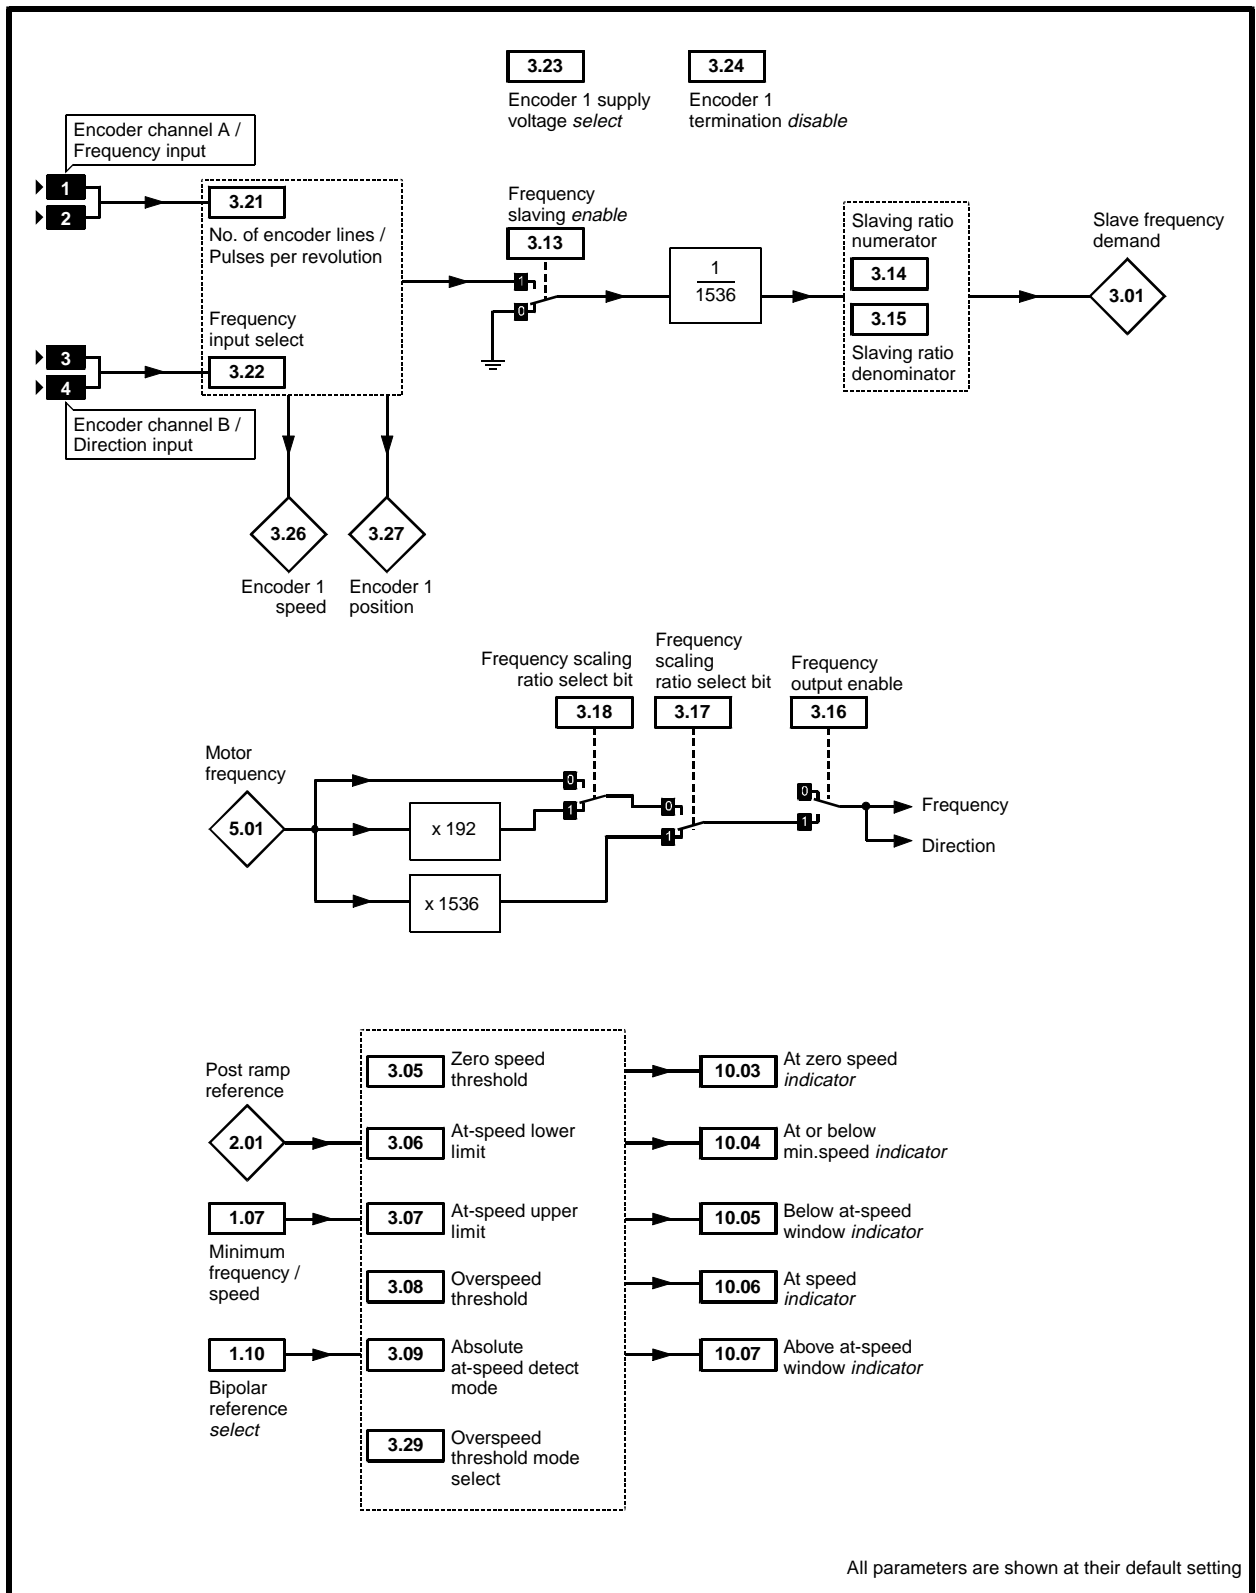 3.23
3.24
Encoder 1 supply
voltage select
Encoder 1
termination disable
Encoder channel A /
Frequency input
1
2
3.21
No. of encoder lines /
Pulses per revolution
Frequency
input select
3.22
3
4
Encoder channel B /
Direction input
Frequency
slaving enable
3.13
1
0
1
1536
Slaving ratio
numerator
3.14
3.15
Slaving ratio
denominator
Slave frequency
demand
3.01
3.26
3.27
Encoder 1
speed
Encoder 1
position
Frequency scaling
ratio select bit
3.18
Frequency
scaling
ratio select bit
3.17
Frequency
output enable
3.16
Motor
frequency
5.01
x 192
x 1536
0
1
0
1
0
1
Frequency
Direction
Post ramp
reference
2.01
1.07
Minimum
frequency /
speed
1.10
Bipolar
reference
select
3.05
Zero speed
threshold
3.06
At-speed lower
limit
3.07
At-speed upper
limit
3.08
Overspeed
threshold
3.09
Absolute
at-speed detect
mode
3.29
Overspeed
threshold mode
select
10.03
At zero speed
indicator
10.04
At or below
min.speed indicator
10.05
Below at-speed
window indicator
10.06
At speed
indicator
10.07
Above at-speed
window indicator
All parameters are shown at their default setting